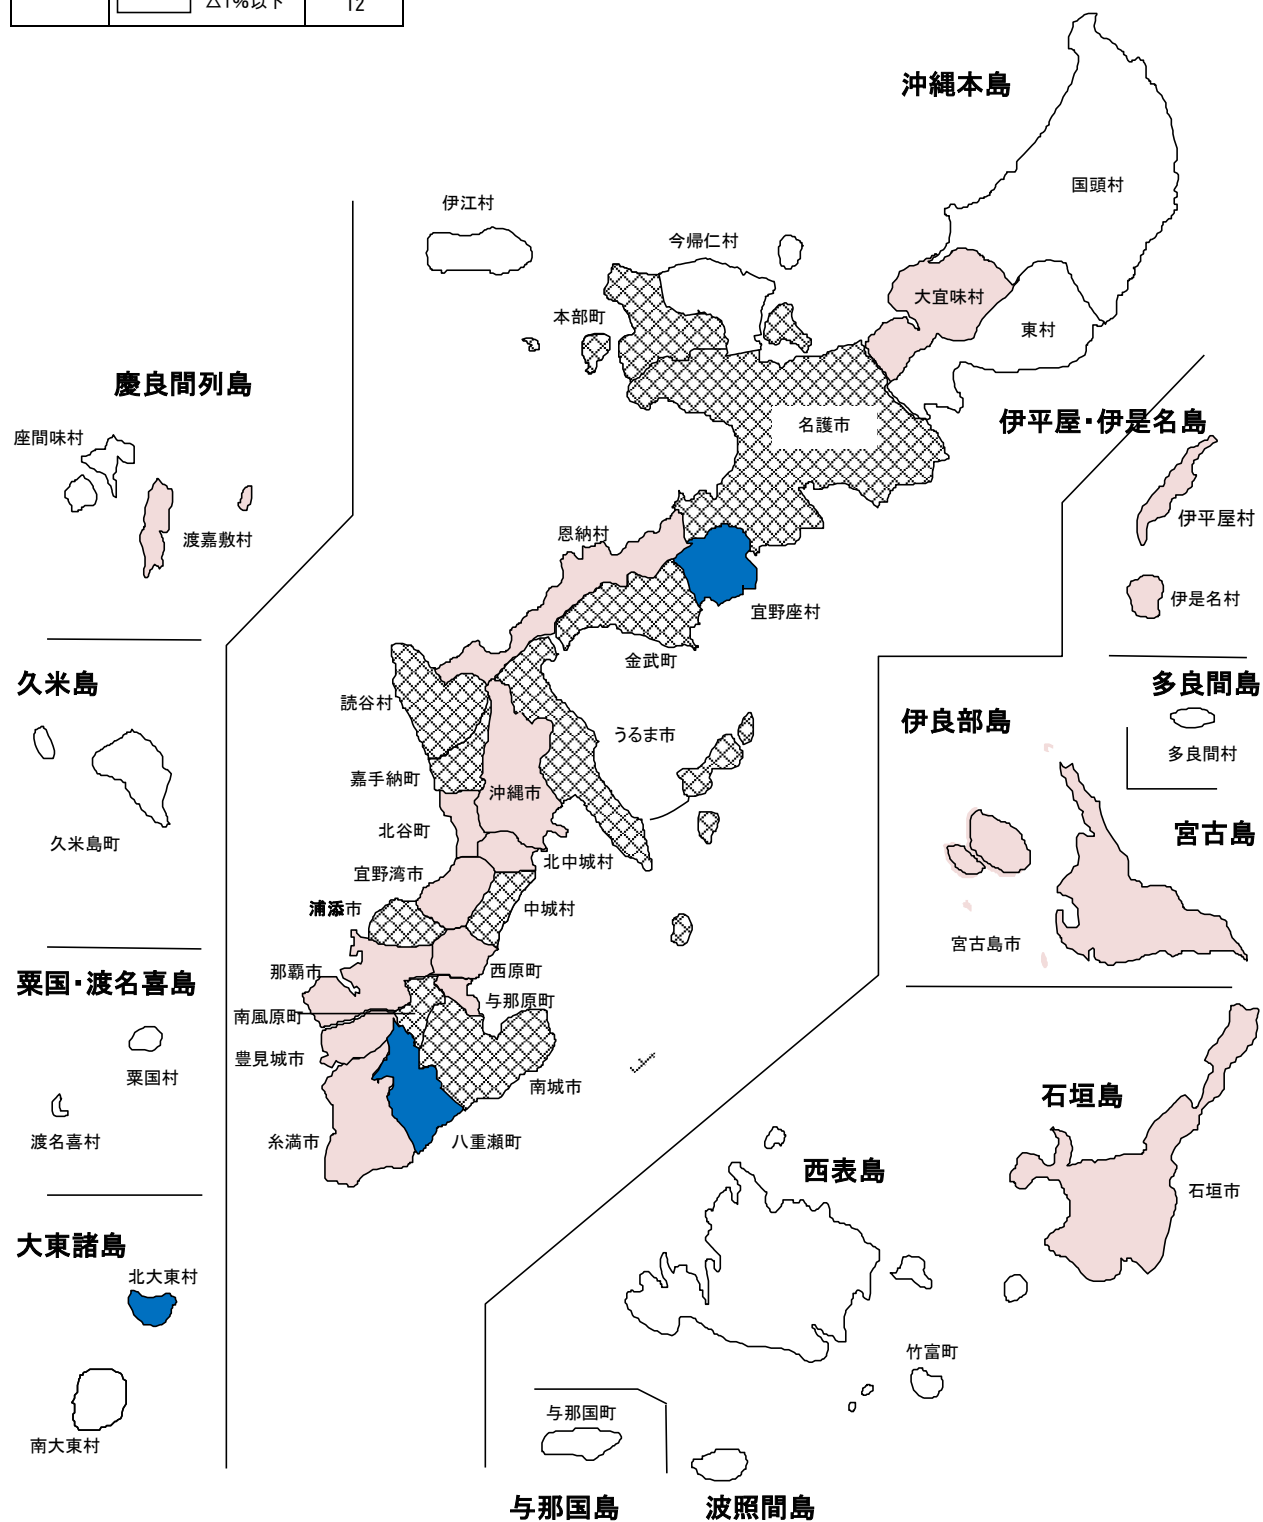 △1%以下 12
沖縄本島
国頭村
伊江村
今帰仁村
大宜味村
本部町
東村
慶良間列島
伊平屋・伊是名島
名護市
座間味村
伊平屋村
恩納村
渡嘉敷村
伊是名村
宜野座村
金武町
久米島
多良間島
読谷村
伊良部島
うるま市
多良間村
嘉手納町
沖縄市
北谷町
宮古島
久米島町
北中城村
宜野湾市
浦添市
中城村
宮古島市
那覇市
西原町
粟国・渡名喜島
与那原町
南風原町
豊見城市
粟国村
南城市
石垣島
渡名喜村
糸満市
八重瀬町
西表島
石垣市
大東諸島
北大東村
竹富町
与那国町
南大東村
与那国島
波照間島